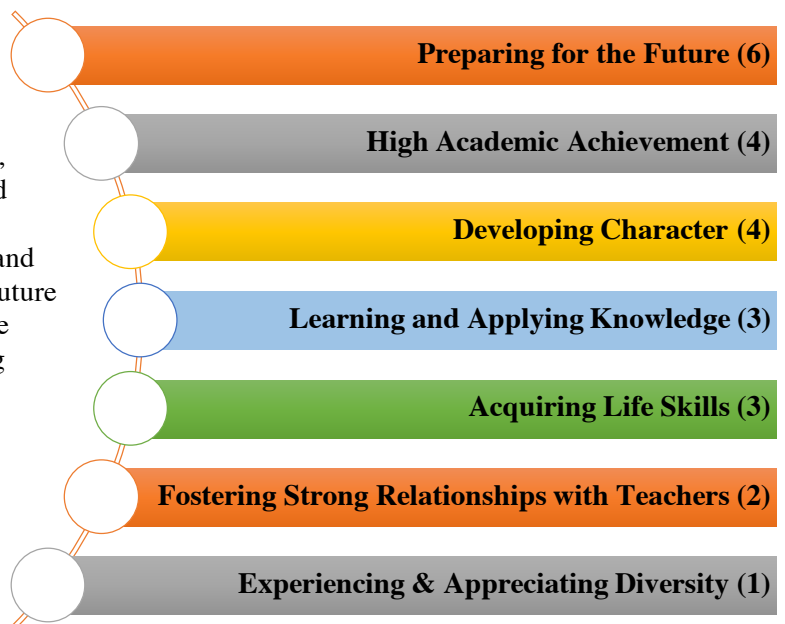 Preparing for the Future (6)
High Academic Achievement (4)
,
Developing Character (4)
and
Learning and Applying Knowledge (3)
Acquiring Life Skills (3)
Fostering Strong Relationships with Teachers (2)
Experiencing & Appreciating Diversity (1)